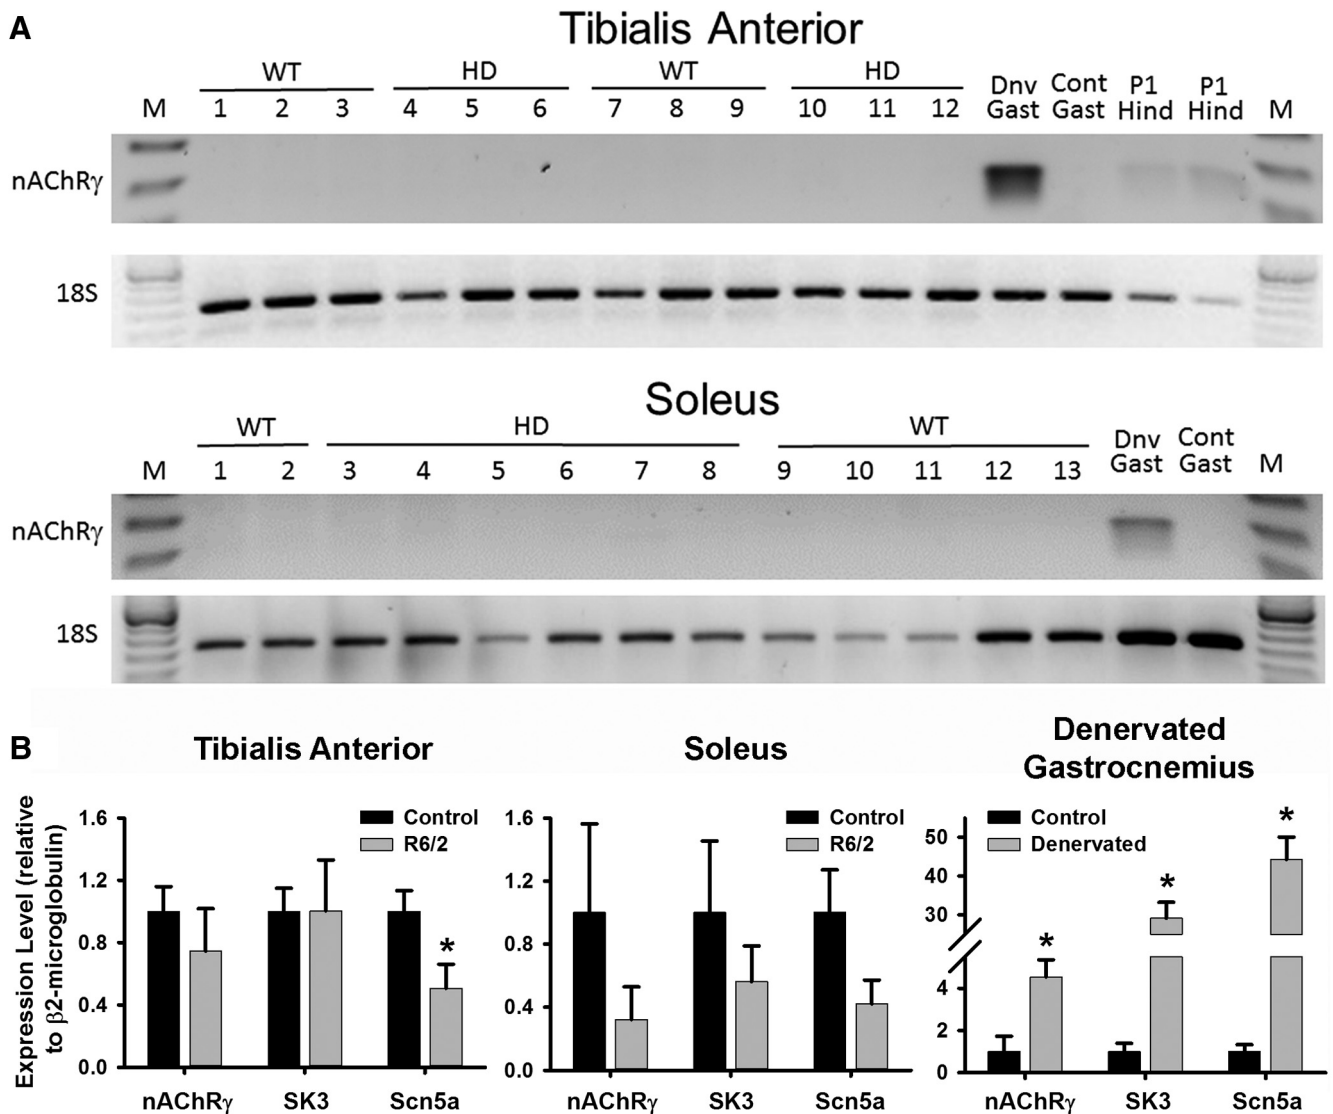 A
Tibialis Anterior
WT HD WT HD
Dnv Cont P1 P1
M 1 2 3 4 5 6 7 8 9 10 11 12 Gast Gast Hind Hind M
nAChRγ
18S
Soleus
WT HD WT
Dnv Cont
M 1 2 3 4 5 6 7 8 9 10 11 12 13 Gast Gast M
nAChRγ
18S
B
Tibialis Anterior
Expression Level (relative
to β2-microglobulin)
1.6
1.2
0.8
0.4
0.0
Control
R6/2
*
nAChRγ SK3 Scn5a
Soleus
1.6
1.2
0.8
0.4
0.0
Control
R6/2
nAChRγ SK3 Scn5a
Denervated
Gastrocnemius
50
40
30
4
2
0
Control
Denervated
* * *
nAChRγ SK3 Scn5a